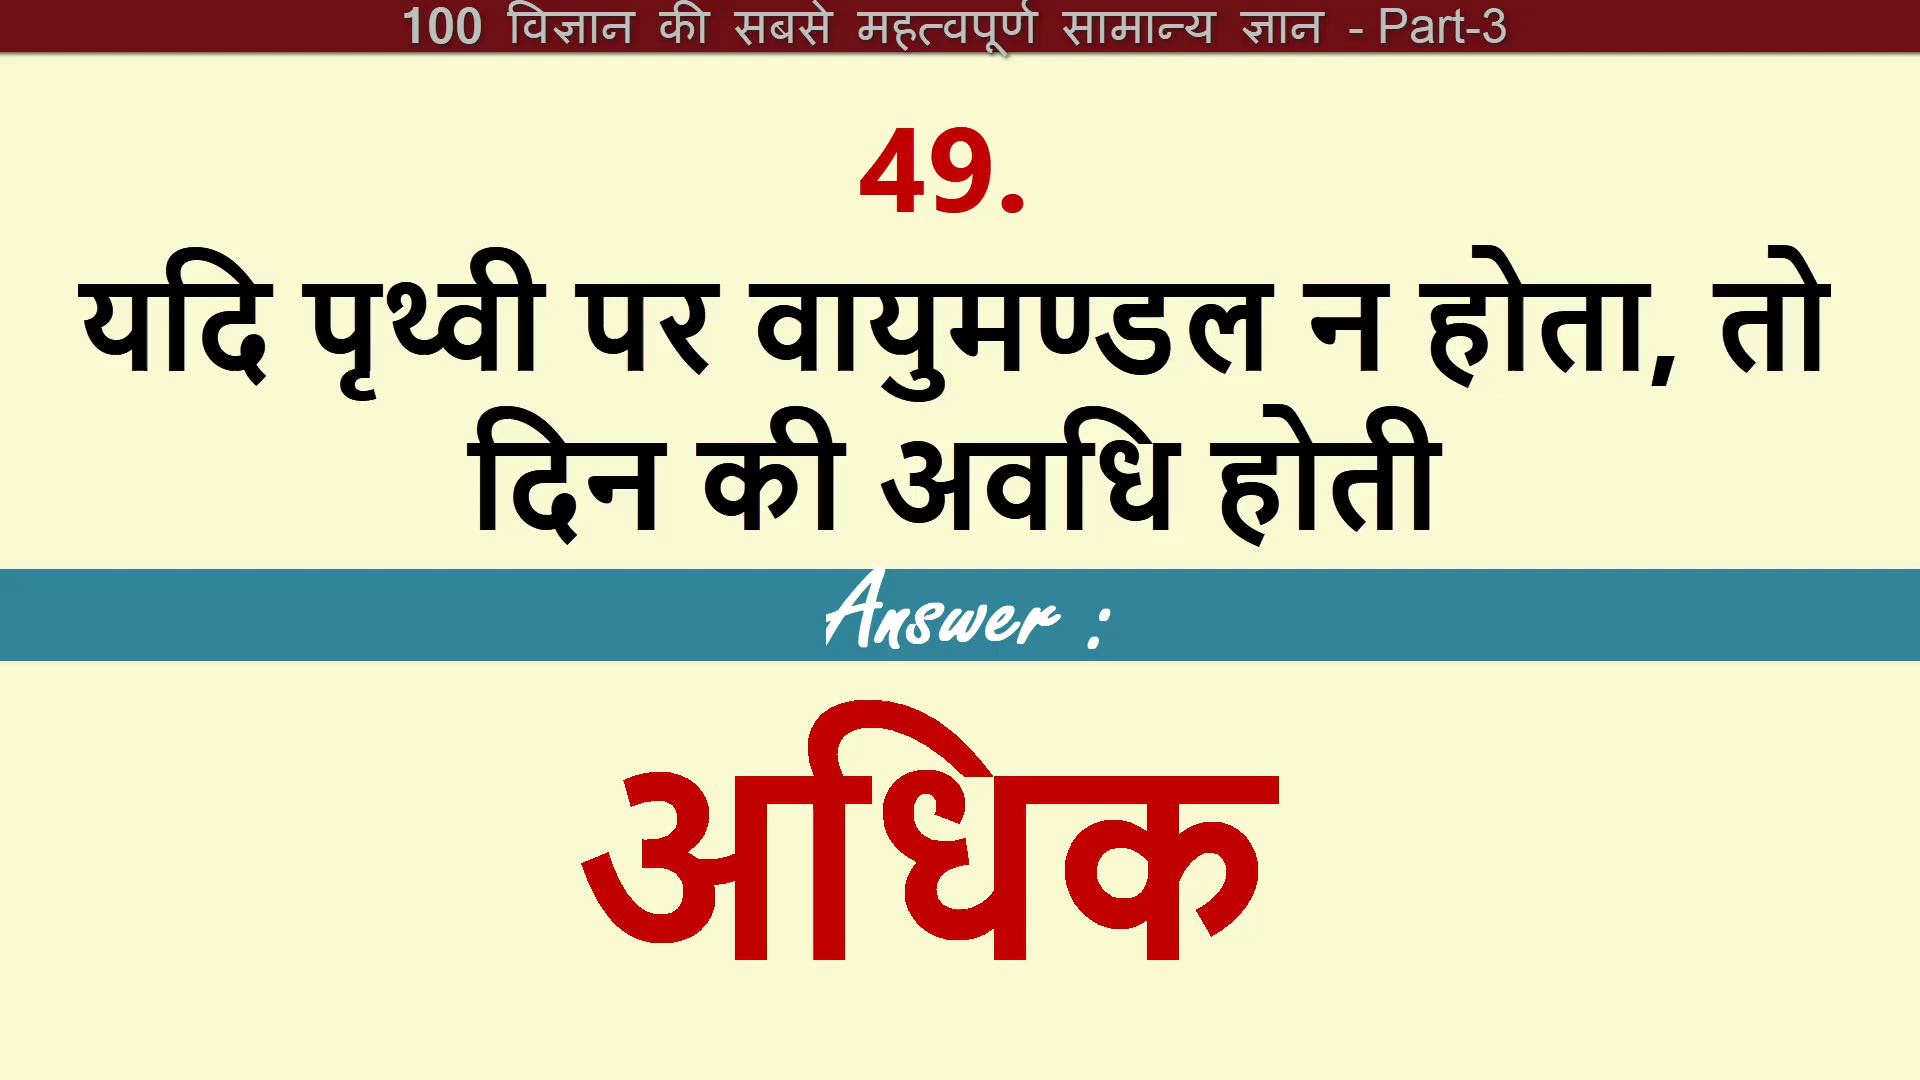 100 विज्ञान की सबसे महत्वपूर्ण सामान्य ज्ञान - Part-3
49.
यदि पृथ्वी पर वायुमण्डल न होता, तो
दिन की अवधि होती
Answer :
अधिक